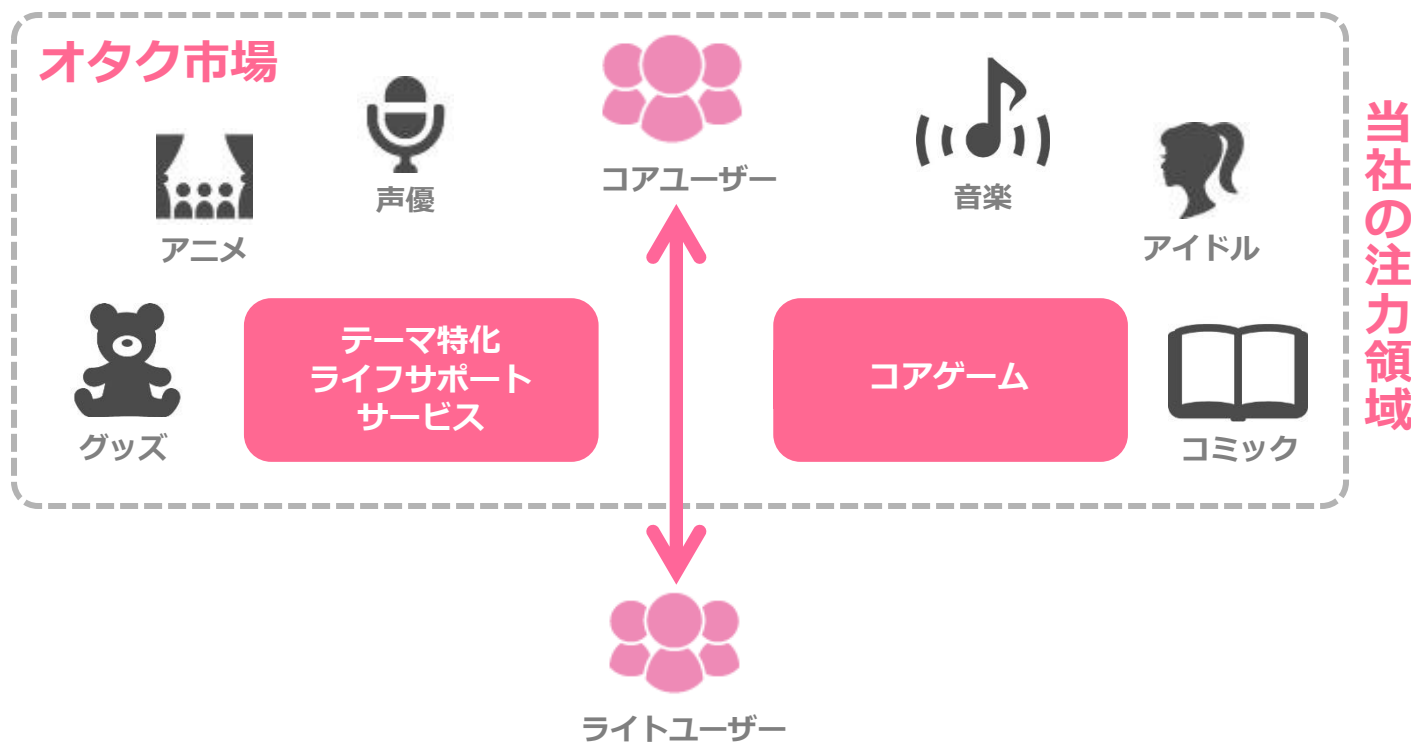 オタク市場
コアユーザー
声優
音楽
アニメ
アイドル
テーマ特化
ライフサポート
サービス
コアゲーム
グッズ
コミック
当社の注力領域
ライトユーザー